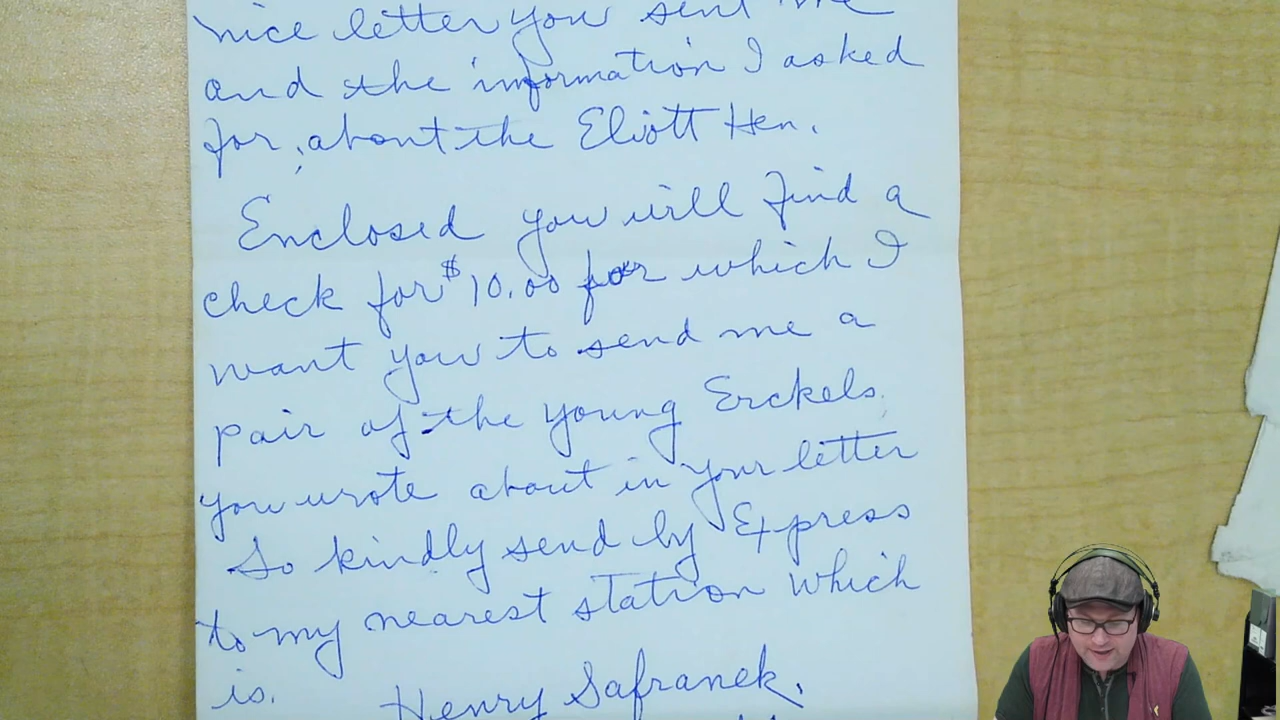 nice letter you sent me
and the information I asked
for, about the Eliott Hen.
Enclosed you will find a
check for $10.00 for which I
want you to send me a
pair of the young Erckels.
you wrote about in your letter
So kindly send by Express
to my nearest station which
is.
Henry Safranek.